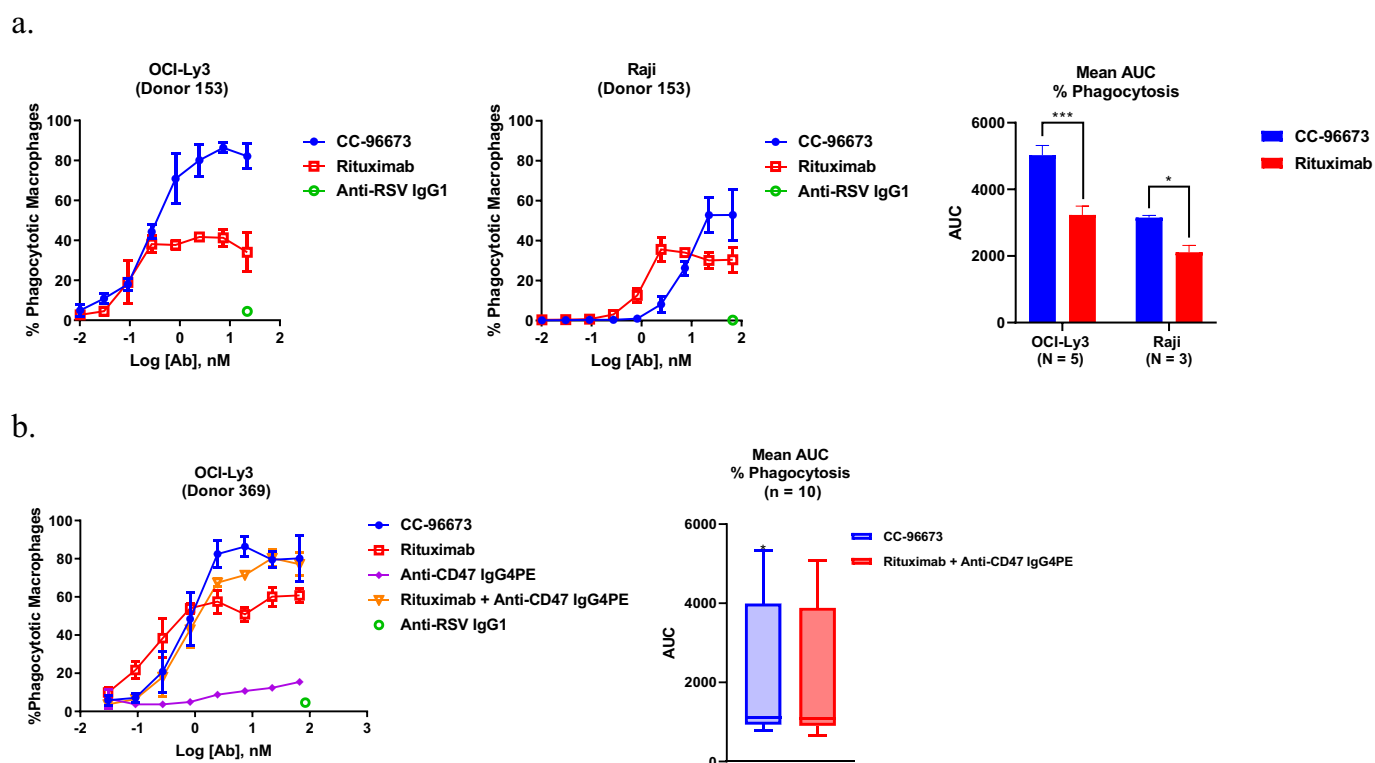 a.
OCI-Ly3
(Donor 153)
% Phagocytotic Macrophages
100
80
60
40
20
0
-2 -1 0 1 2
Log [Ab], nM
CC-96673
Rituximab
Anti-RSV IgG1
Raji
(Donor 153)
% Phagocytotic Macrophages
100
80
60
40
20
0
-2 -1 0 1 2
Log [Ab], nM
CC-96673
Rituximab
Anti-RSV IgG1
Mean AUC
% Phagocytosis
AUC
6000
4000
2000
0
***
*
OCI-Ly3
(N = 5)
Raji
(N = 3)
CC-96673
Rituximab
b.
OCI-Ly3
(Donor 369)
%Phagocytotic Macrophages
100
80
60
40
20
0
-2 -1 0 1 2 3
Log [Ab], nM
CC-96673
Rituximab
Anti-CD47 IgG4PE
Rituximab + Anti-CD47 IgG4PE
Anti-RSV IgG1
Mean AUC
% Phagocytosis
(n = 10)
AUC
6000
4000
2000
0
*
CC-96673
Rituximab + Anti-CD47 IgG4PE